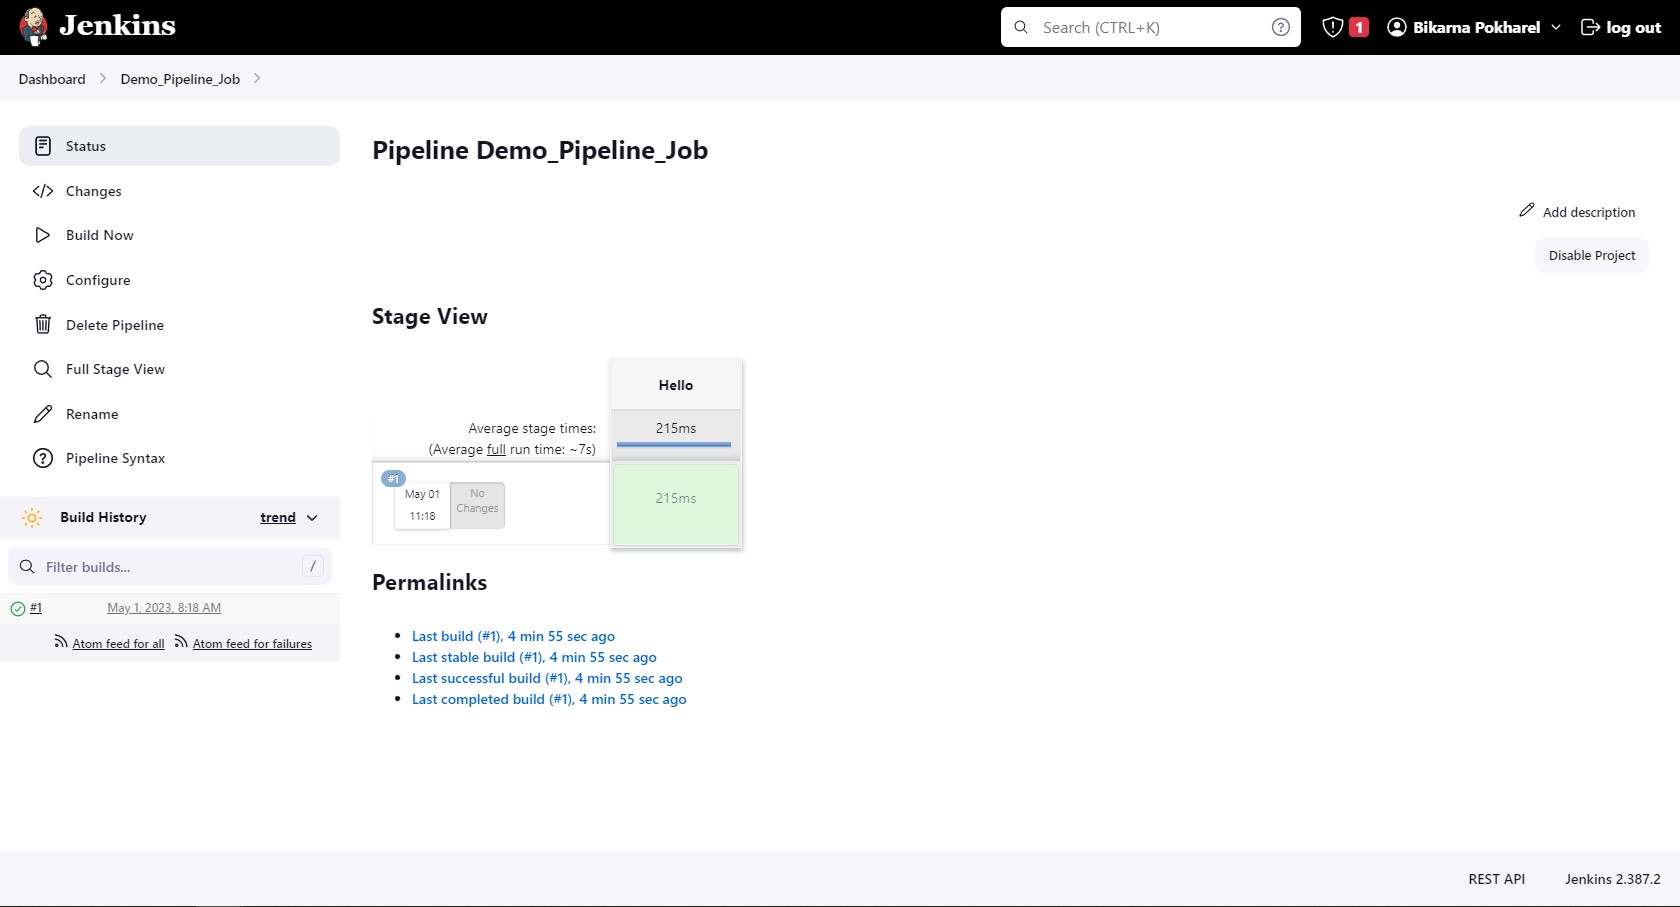 Jenkins
Search (CTRL+K)
1
Bikarna Pokharel
log out
Dashboard
Demo_Pipeline_Job
Status
Changes
Build Now
Configure
Delete Pipeline
Full Stage View
Rename
Pipeline Syntax
Build History
trend
Filter builds...
/
#1
May 1, 2023, 8:18 AM
Atom feed for all
Atom feed for failures
Pipeline Demo_Pipeline_Job
Add description
Disable Project
Stage View
Hello
Average stage times:
(Average full run time: ~7s)
215ms
#1
May 01
11:18
No
Changes
215ms
Permalinks
Last build (#1), 4 min 55 sec ago
Last stable build (#1), 4 min 55 sec ago
Last successful build (#1), 4 min 55 sec ago
Last completed build (#1), 4 min 55 sec ago
REST API
Jenkins 2.387.2